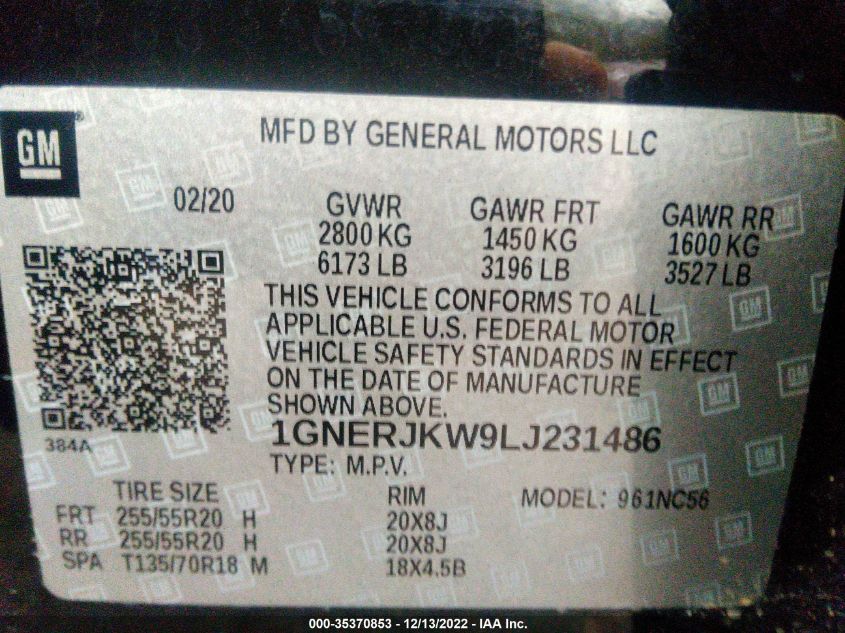 GM
MFD BY GENERAL MOTORS LLC
02/20
GVWR GAWR FRT GAWR RR
2800 KG 1450 KG 1600 KG
6173 LB 3196 LB 3527 LB
THIS VEHICLE CONFORMS TO ALL
APPLICABLE U.S. FEDERAL MOTOR
VEHICLE SAFETY STANDARDS IN EFFECT
ON THE DATE OF MANUFACTURE
SHOWN ABOVE.
384A
1GNERJKW9LJ231486
TYPE: M.P.V.
TIRE SIZE RIM MODEL: 961NC56
FRT 255/55R20 H 20X8J
RR 255/55R20 H 20X8J
SPA T135/70R18 M 18X4.5B
000-35370853 - 12/13/2022 - IAA Inc.